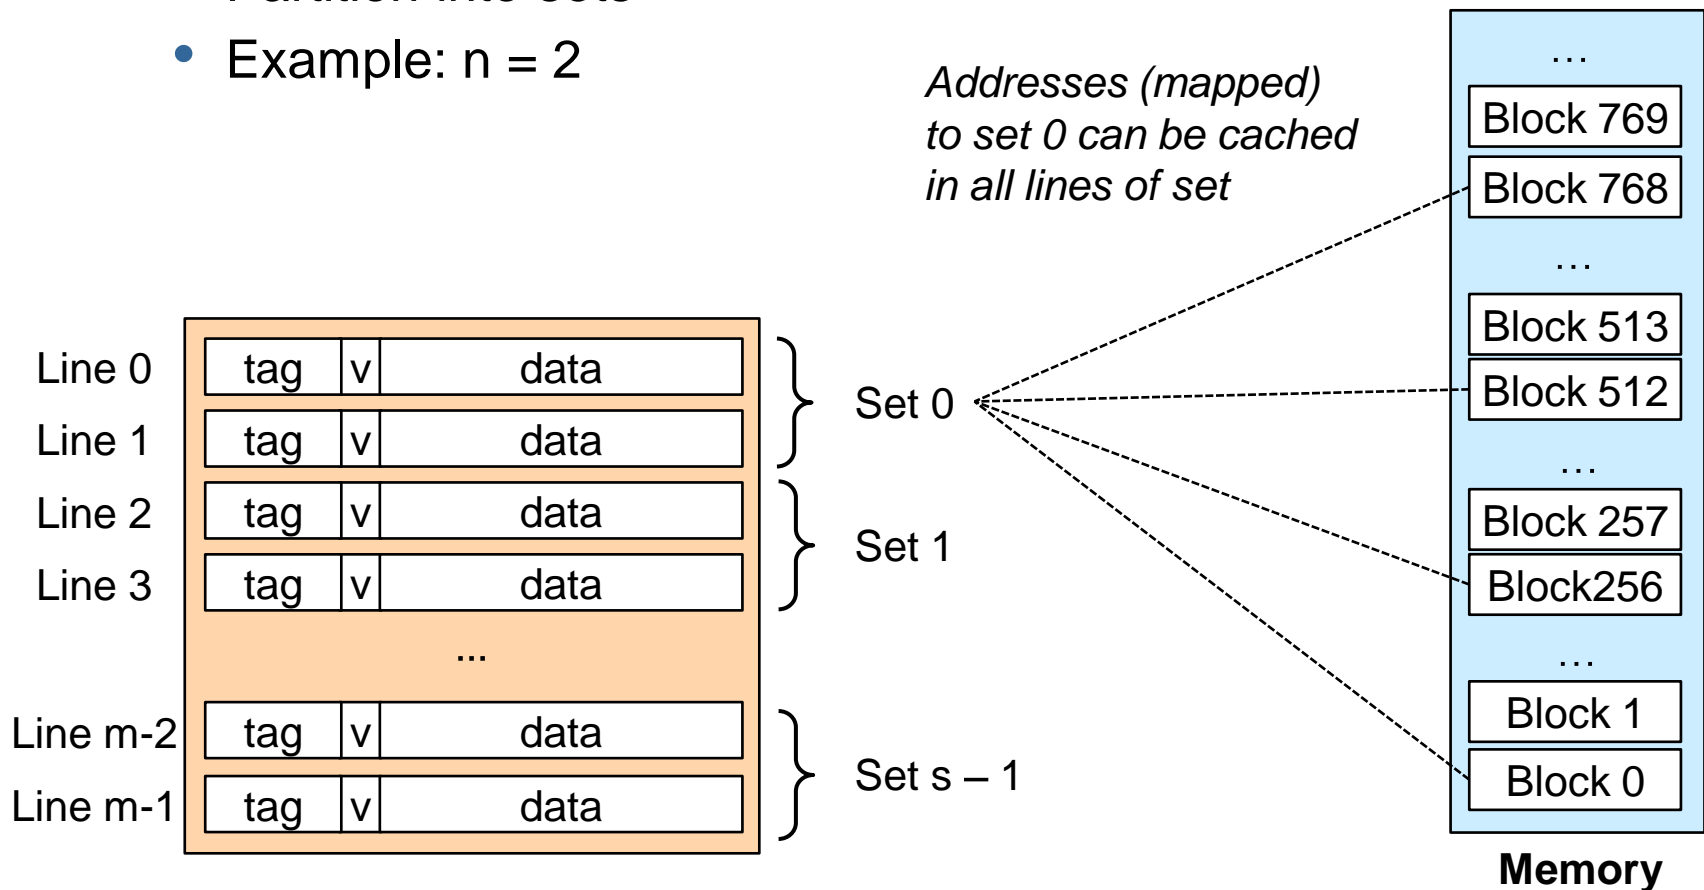 Partition into sets
• Example: n = 2
Addresses (mapped)
to set 0 can be cached
in all lines of set
Line 0 tag v data
Line 1 tag v data
Set 0
Line 2 tag v data
Line 3 tag v data
Set 1
...
Line m-2 tag v data
Line m-1 tag v data
Set s – 1
...
Block 769
Block 768
...
Block 513
Block 512
...
Block 257
Block256
...
Block 1
Block 0
Memory